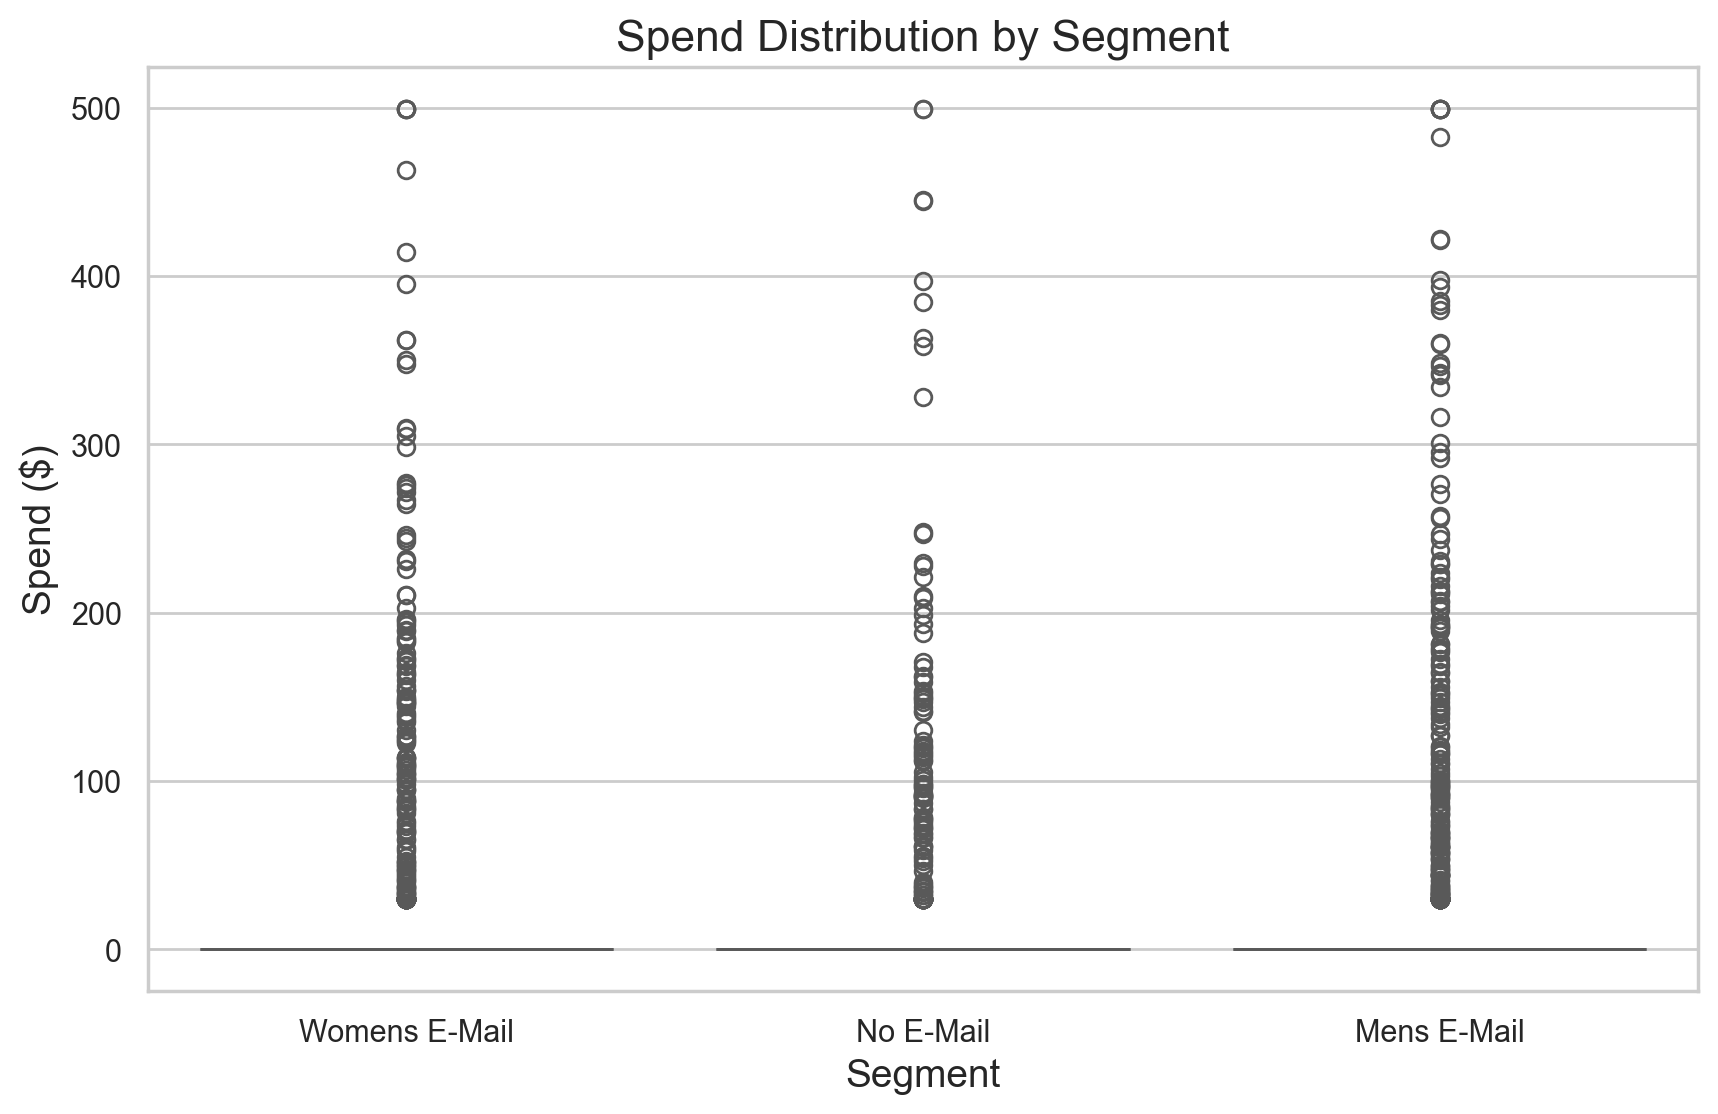 Spend Distribution by Segment
Spend ($)
500
400
300
200
100
0
Womens E-Mail
No E-Mail
Mens E-Mail
Segment